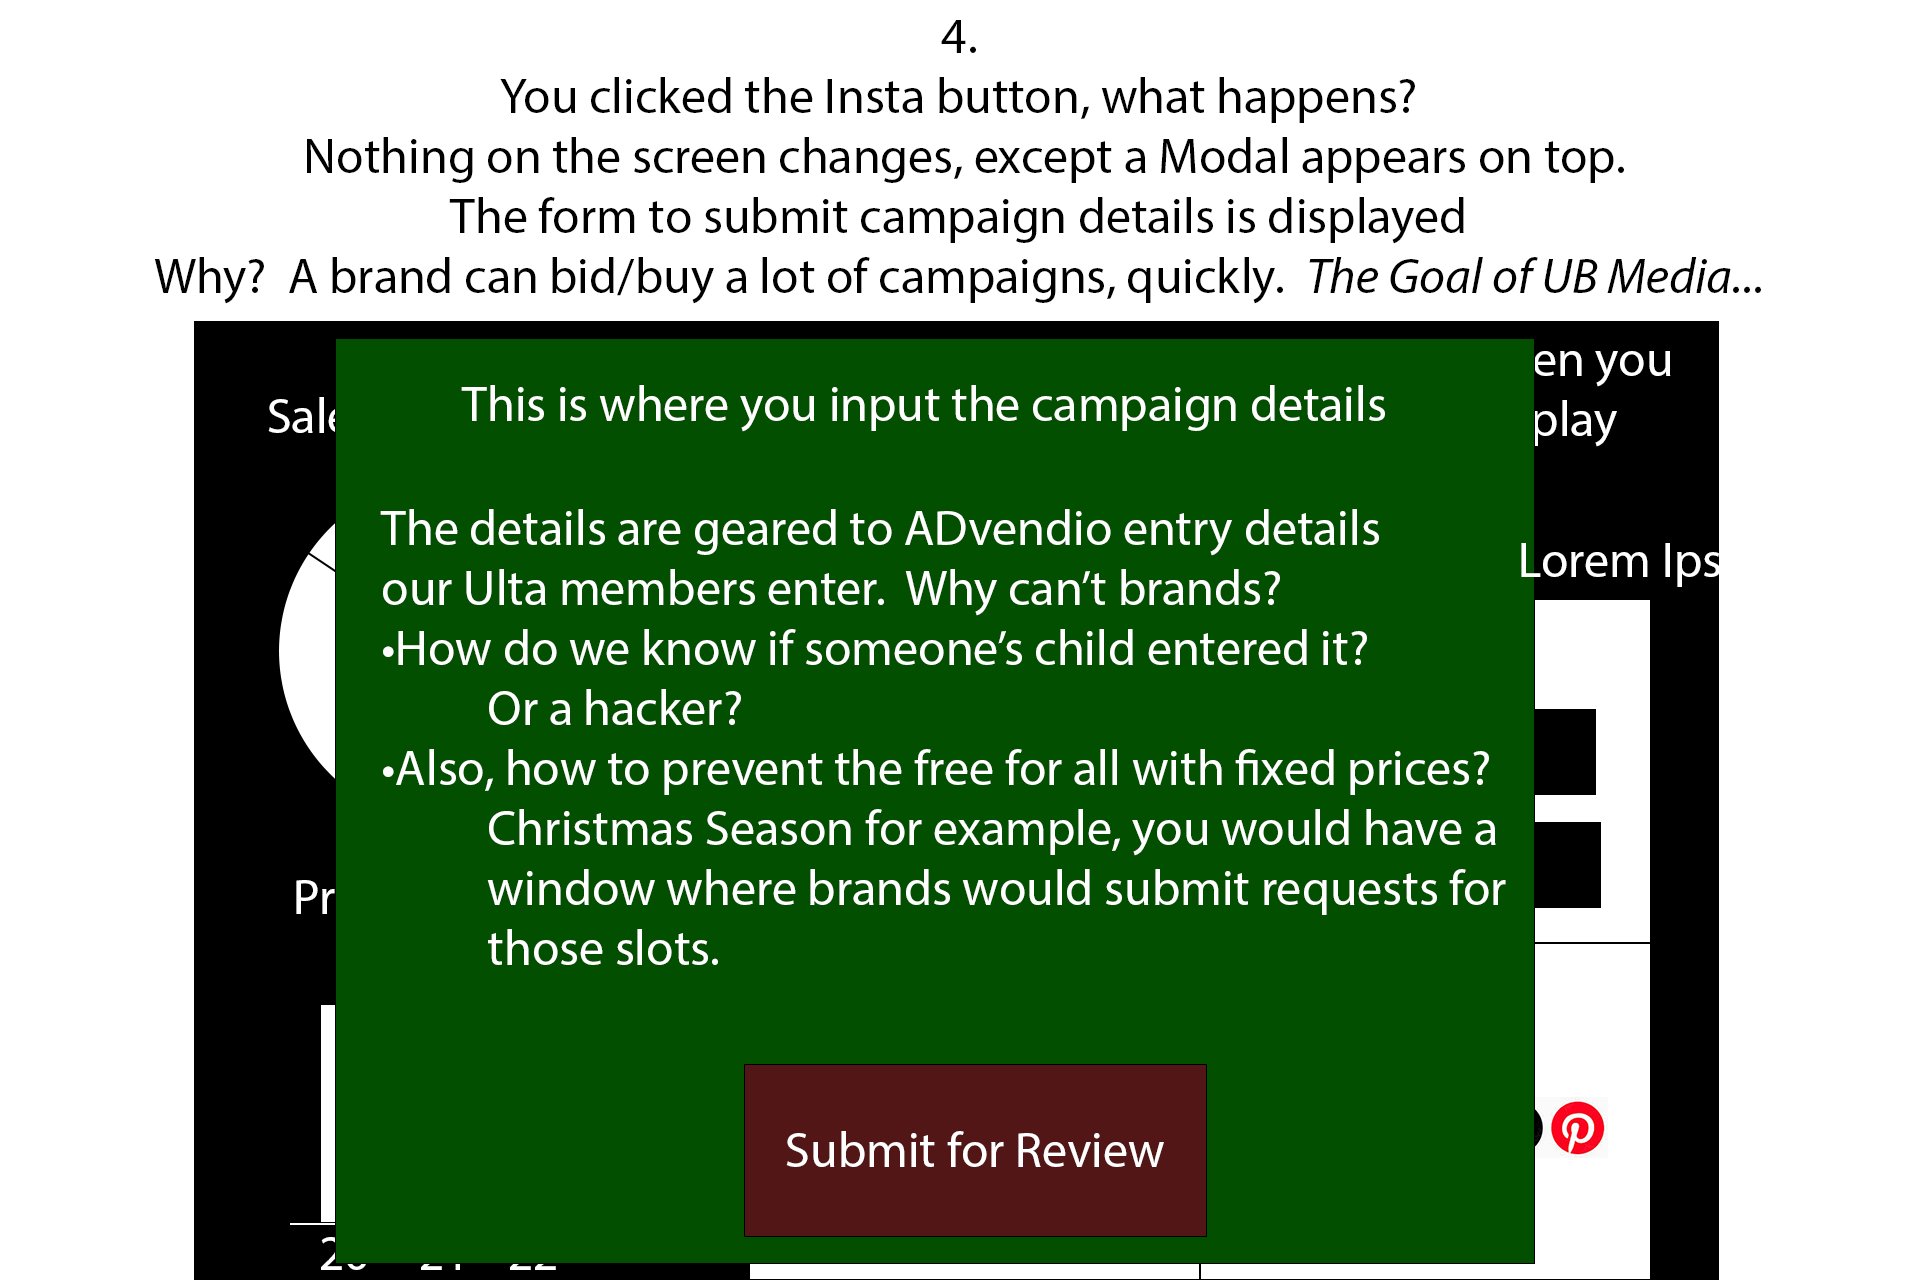 4.
You clicked the Insta button, what happens?
Nothing on the screen changes, except a Modal appears on top.
The form to submit campaign details is displayed
Why?  A brand can bid/buy a lot of campaigns, quickly.  The Goal of UB Media...
en you
play
Sale
This is where you input the campaign details
The details are geared to ADvendio entry details
our Ulta members enter.  Why can't brands?
•How do we know if someone's child entered it?
Or a hacker?
•Also, how to prevent the free for all with fixed prices?
Christmas Season for example, you would have a
window where brands would submit requests for
those slots.
Lorem Ips
Pr
Submit for Review
20 21 22